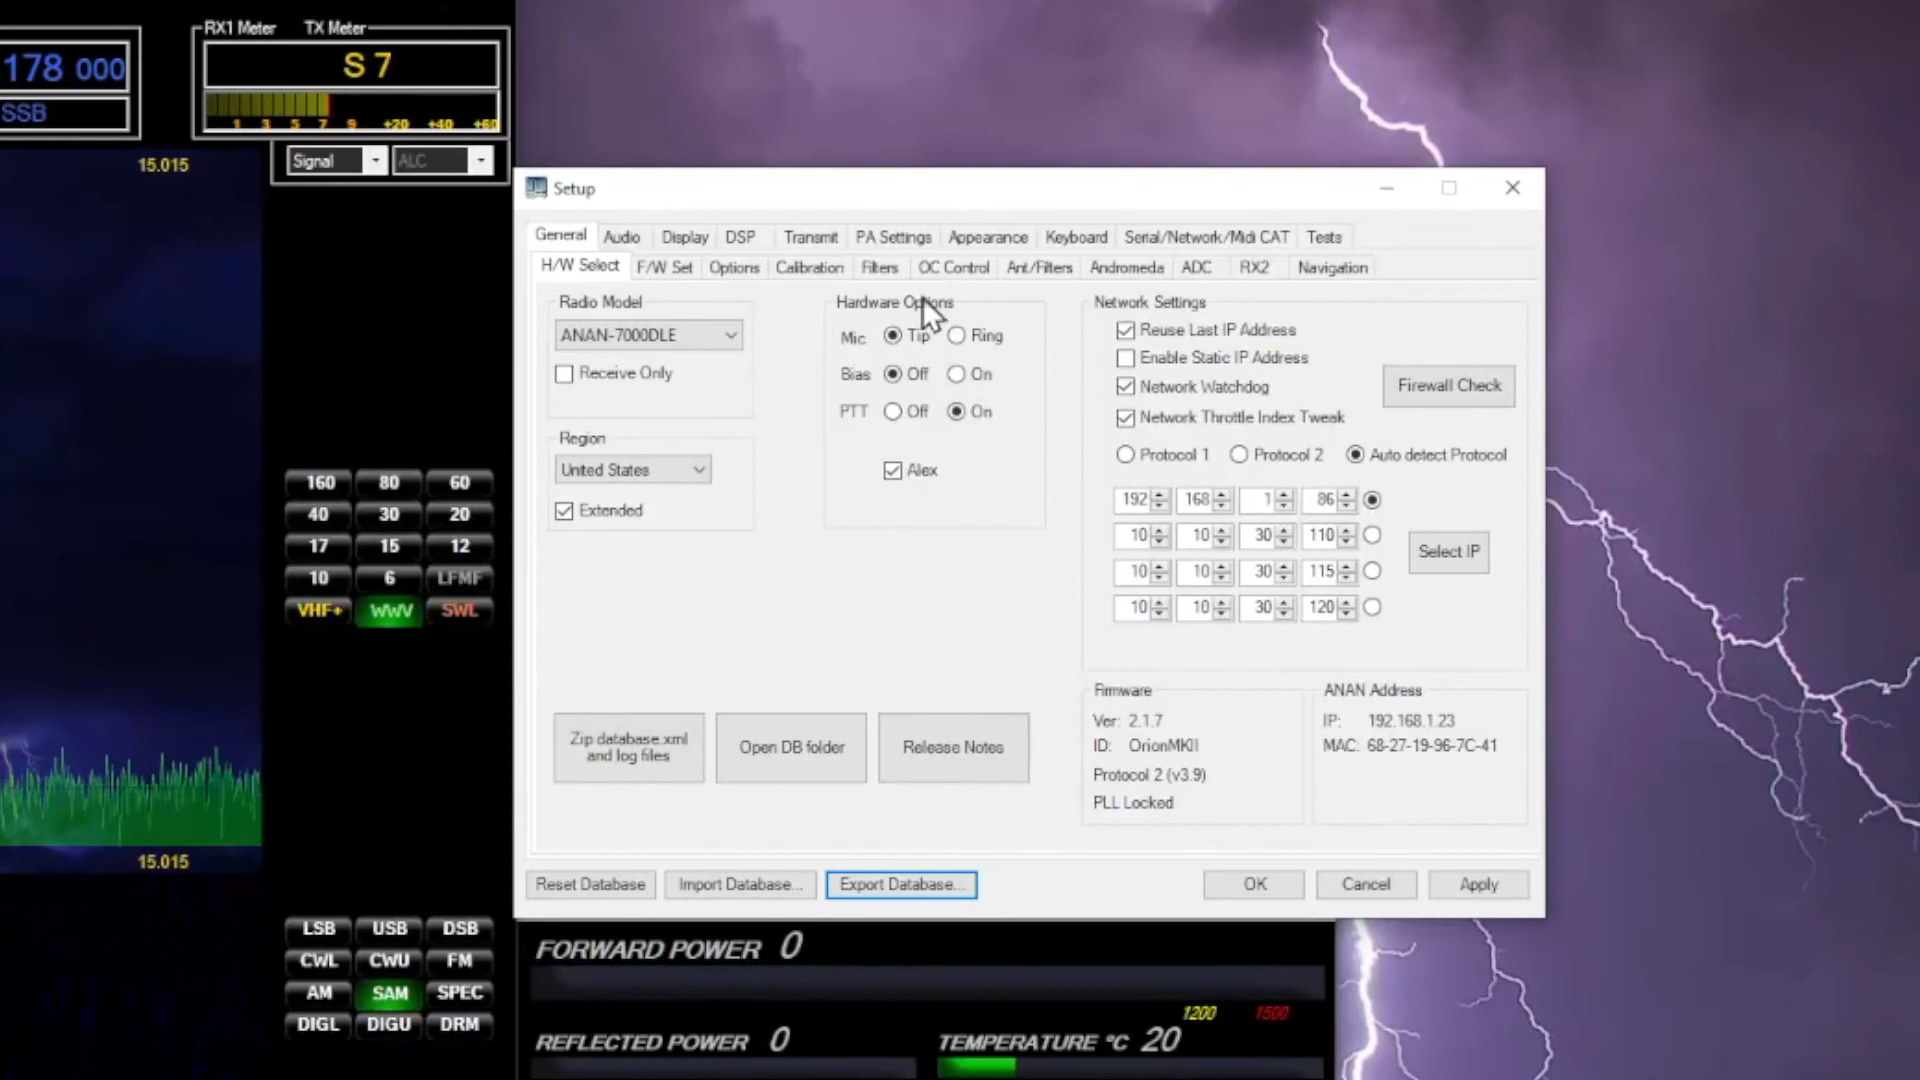 RX1 Meter TX Meter
178 000
S 7
SSB
1 3 5 7 9 +20 +40 +60
Signal ALC
15.015
Setup
General Audio Display DSP Transmit PA Settings Appearance Keyboard Serial/Network/Midi CAT Tests
H/W Select F/W Set Options Calibration Filters OC Control Ant/Filters Andromeda ADC RX2 Navigation
Radio Model
ANAN-7000DLE
Receive Only
Region
United States
Extended
Hardware Options
Mic Tip Ring
Bias Off On
PTT Off On
Alex
Network Settings
Reuse Last IP Address
Enable Static IP Address
Network Watchdog
Network Throttle Index Tweak
Firewall Check
Protocol 1 Protocol 2 Auto detect Protocol
192 168 1 86
10 10 30 110
10 10 30 115
10 10 30 120
Select IP
Zip database.xml
and log files
Open DB folder
Release Notes
Firmware
Ver: 2.1.7
ID: OrionMKII
Protocol 2 (v3.9)
PLL Locked
ANAN Address
IP: 192.168.1.23
MAC: 68-27-19-96-7C-41
Reset Database Import Database... Export Database... OK Cancel Apply
160 80 60
40 30 20
17 15 12
10 6 LFMF
VHF+ WWV SWL
15.015
LSB USB DSB
CWL CWU FM
AM SAM SPEC
DIGL DIGU DRM
FORWARD POWER 0
1200 1500
REFLECTED POWER 0
TEMPERATURE °C 20